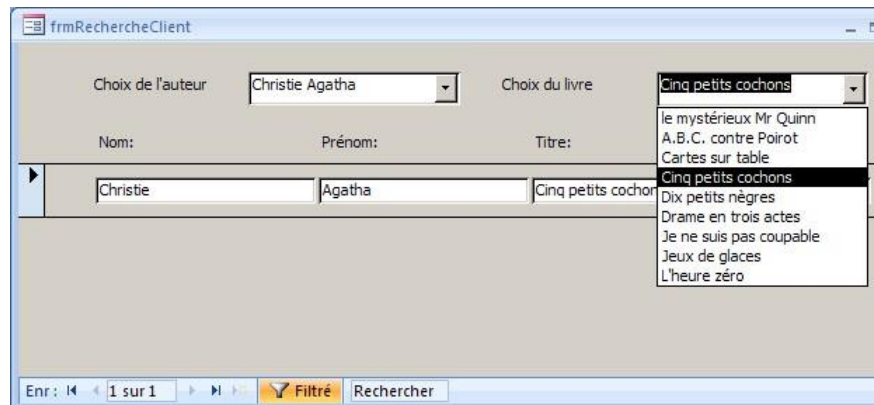 frmRechercheClient
Choix de l'auteur Christie Agatha Choix du livre Cinq petits cochons
le mystérieux Mr Quinn
A.B.C. contre Poirot
Cartes sur table
Cinq petits cochons
Dix petits nègres
Drame en trois actes
Je ne suis pas coupable
Jeux de glaces
L'heure zéro
Nom: Prénom: Titre:
Christie Agatha Cinq petits cochon
Enr : 1 sur 1 Filtré Rechercher